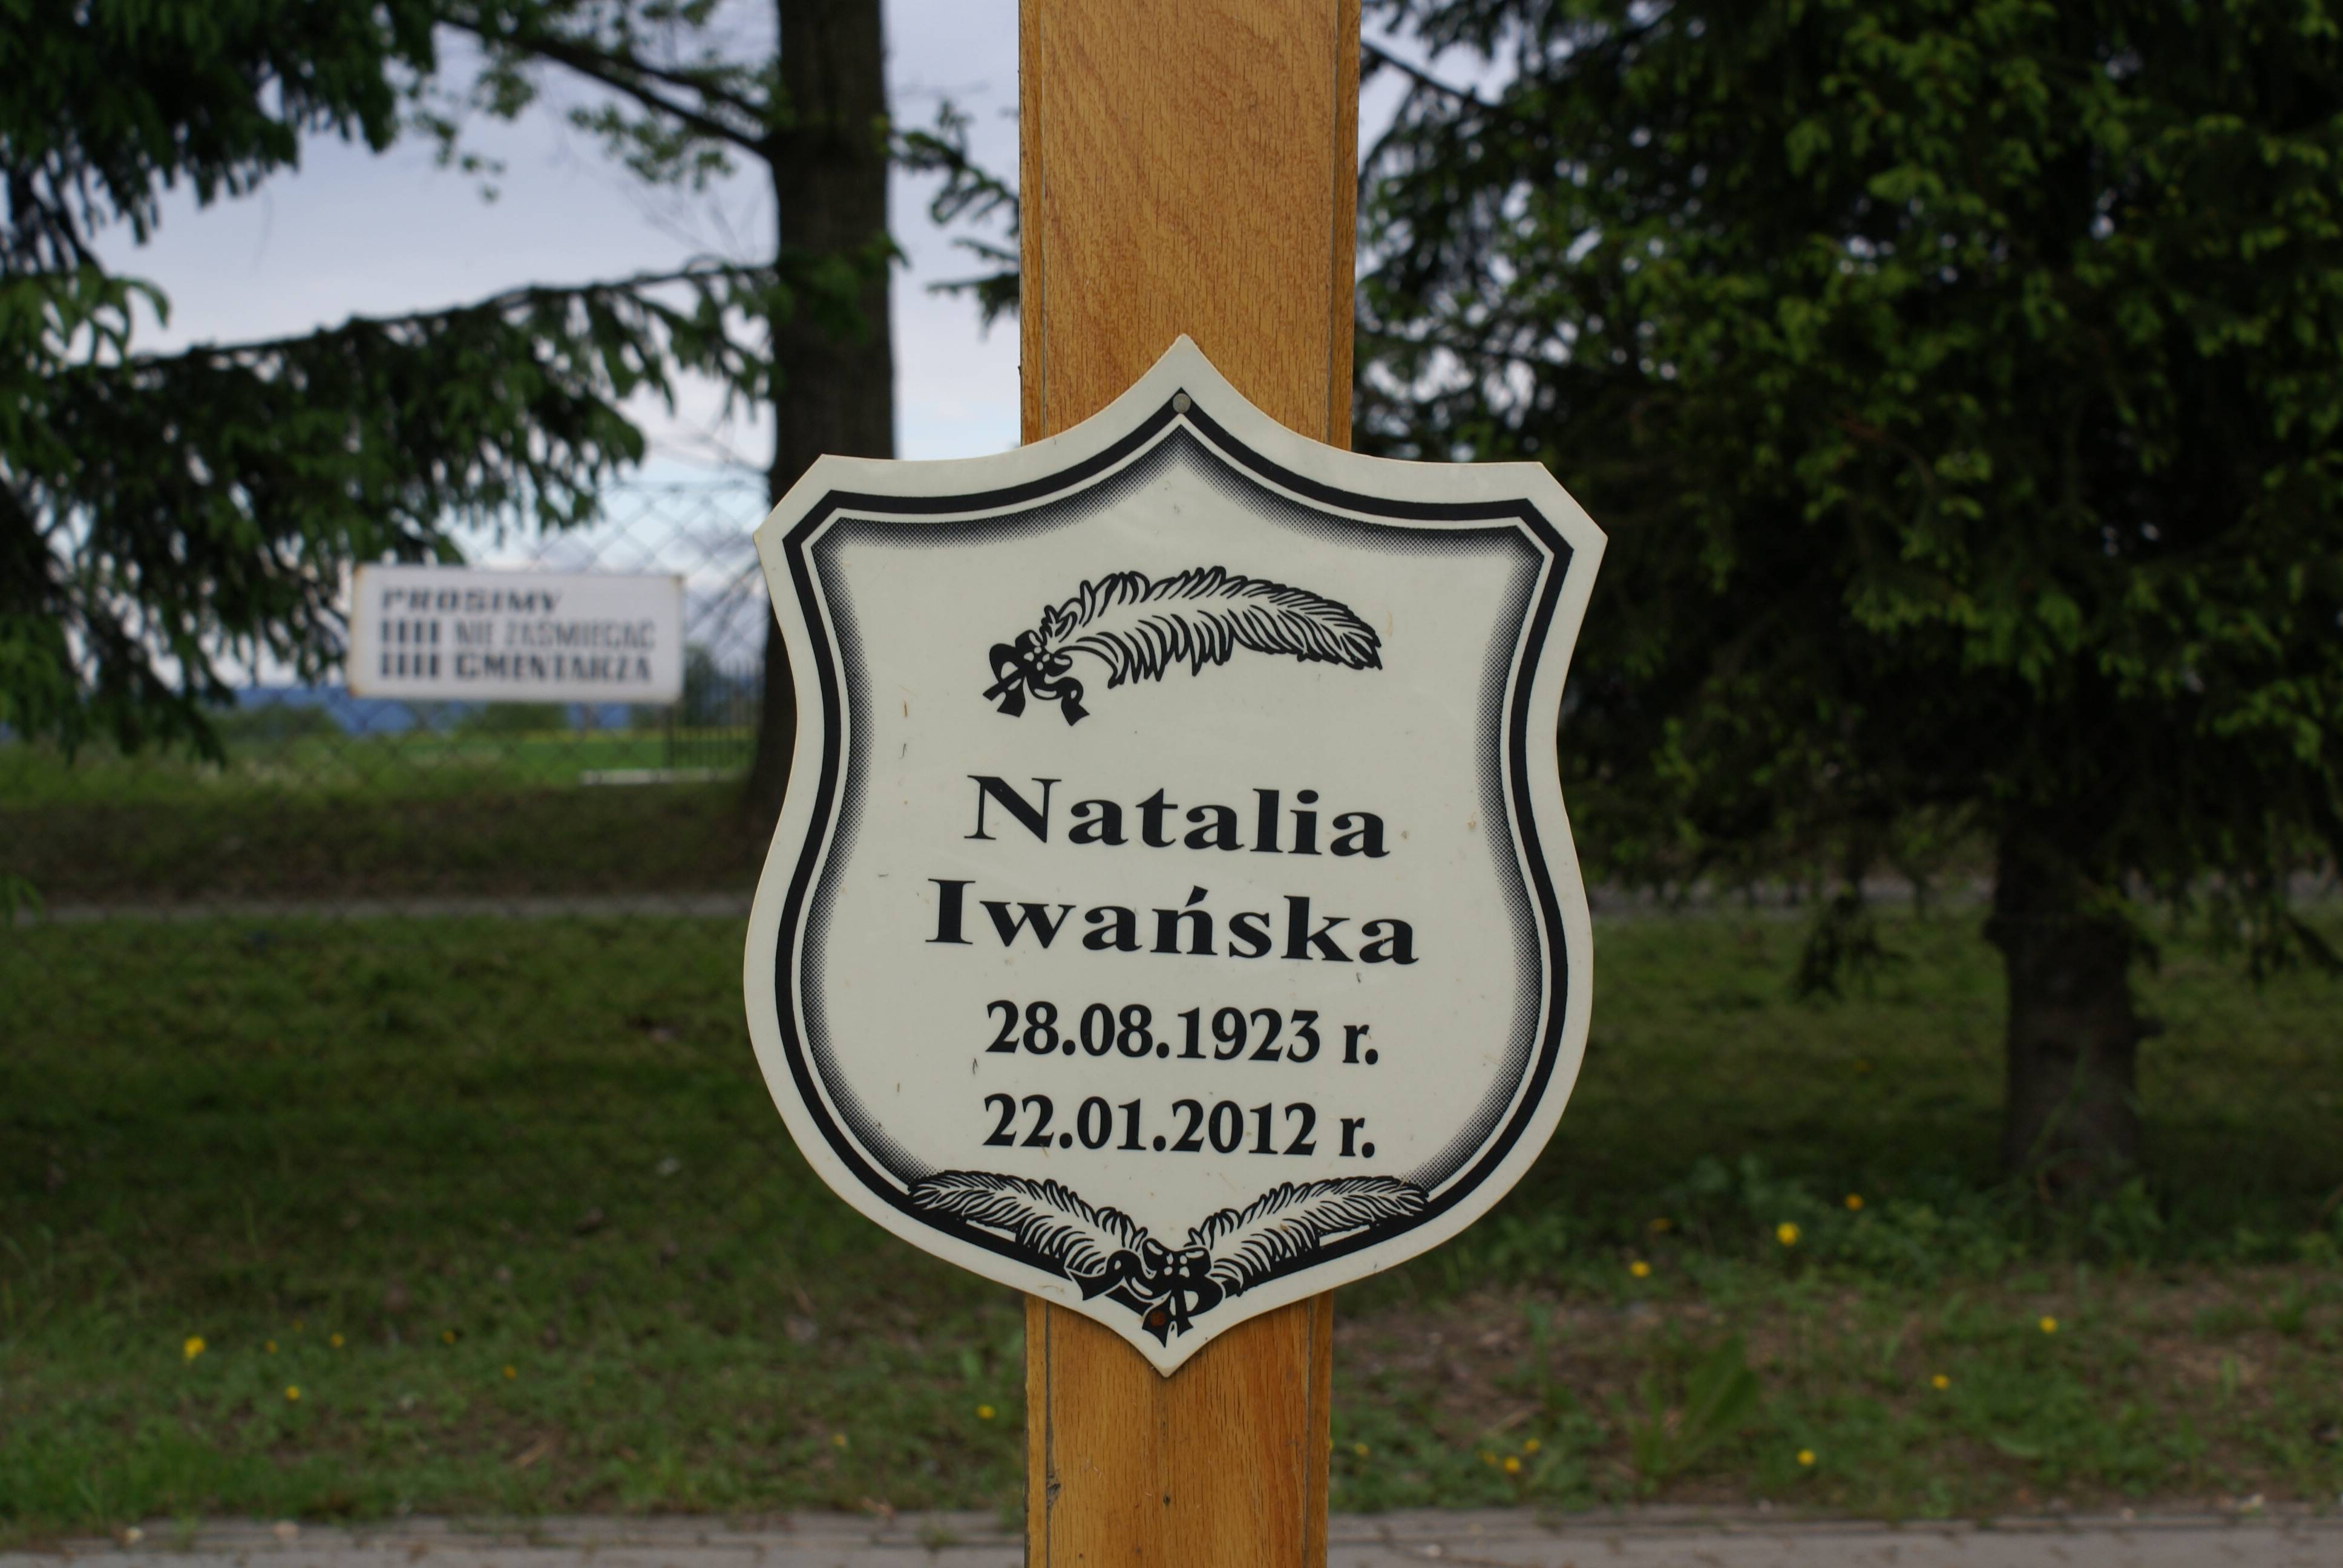 PROSIMY
NIE ZAŚMIECAĆ
CMENTARZA
Natalia
Iwańska
28.08.1923 r.
22.01.2012 r.